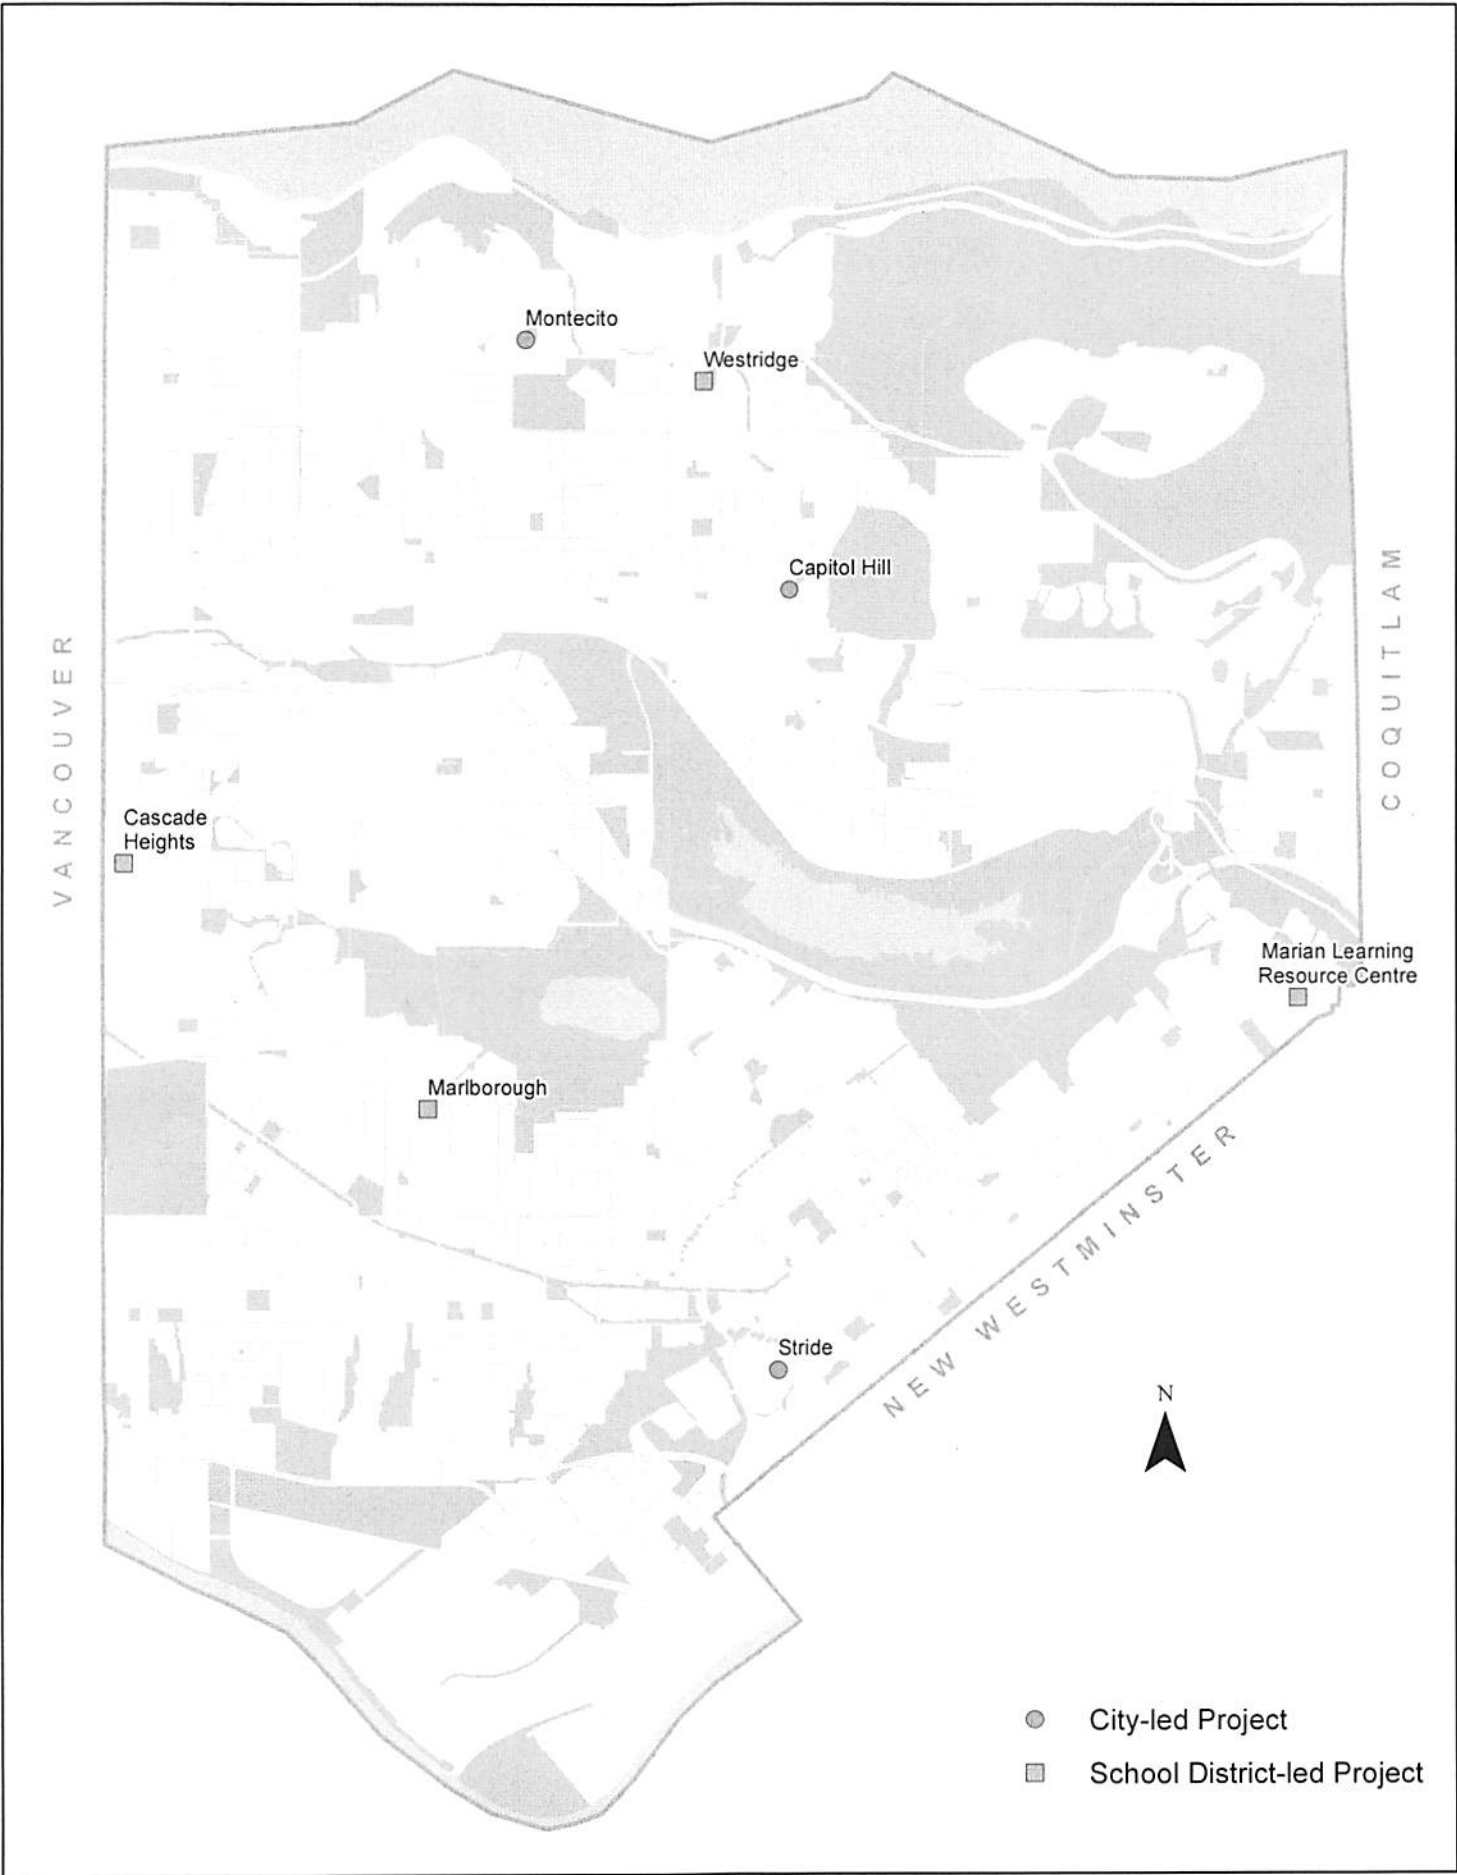 Montecito
Westridge
Capitol Hill
COQUITLAM
VANCOUVER
Cascade
Heights
Marian Learning
Resource Centre
Marlborough
NEW WESTMINSTER
Stride
N
City-led Project
School District-led Project